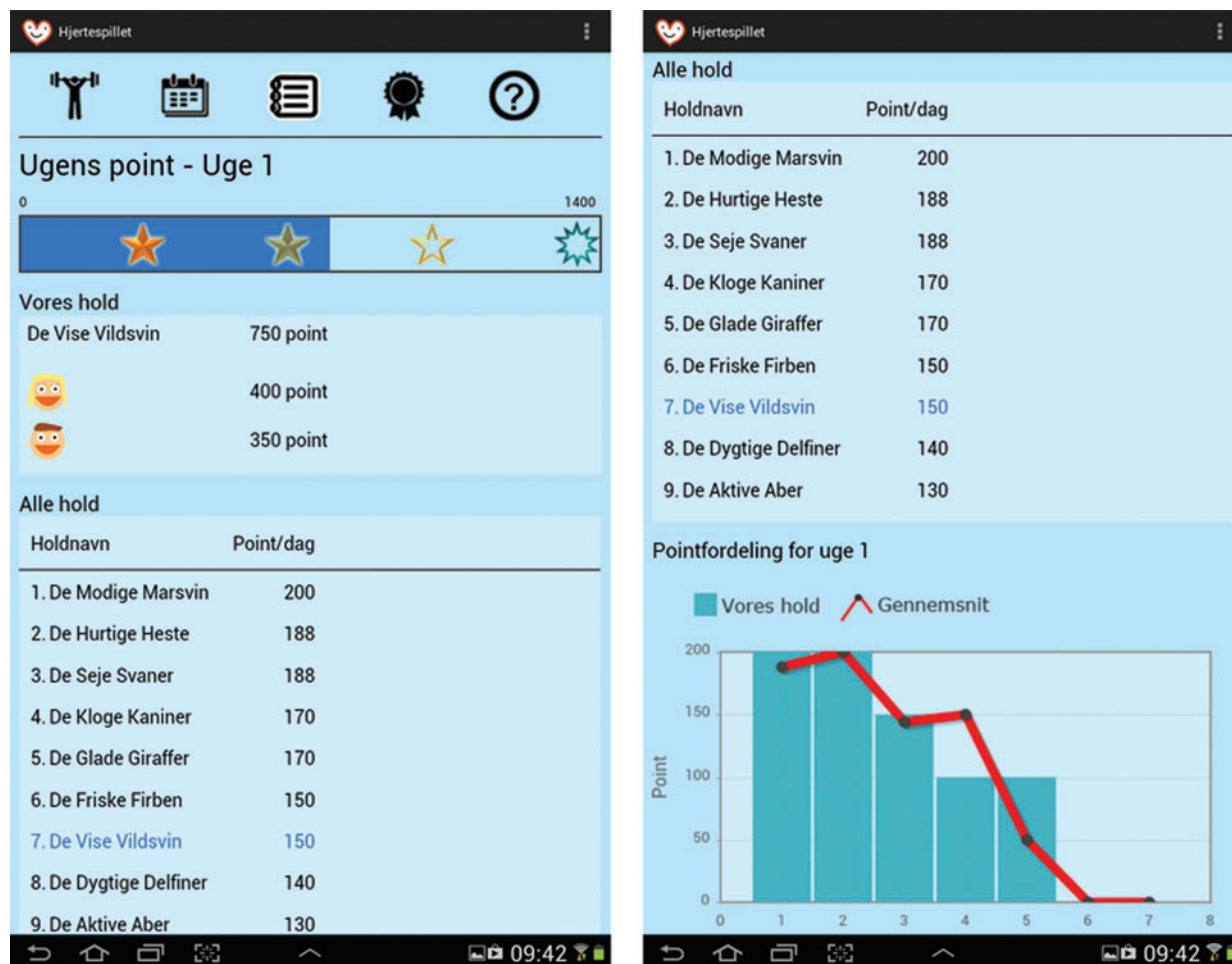 Hjertespillet
Ugens point - Uge 1
0 1400
Vores hold
De Vise Vildsvin 750 point
400 point
350 point
Alle hold
Holdnavn Point/dag
1. De Modige Marsvin 200
2. De Hurtige Heste 188
3. De Seje Svaner 188
4. De Kloge Kaniner 170
5. De Glade Giraffer 170
6. De Friske Firben 150
7. De Vise Vildsvin 150
8. De Dygtige Delfiner 140
9. De Aktive Aber 130
09:42
Hjertespillet
Alle hold
Holdnavn Point/dag
1. De Modige Marsvin 200
2. De Hurtige Heste 188
3. De Seje Svaner 188
4. De Kloge Kaniner 170
5. De Glade Giraffer 170
6. De Friske Firben 150
7. De Vise Vildsvin 150
8. De Dygtige Delfiner 140
9. De Aktive Aber 130
Pointfordeling for uge 1
Vores hold Gennemsnit
200
150
100
50
0
Point
0 1 2 3 4 5 6 7 8
09:42